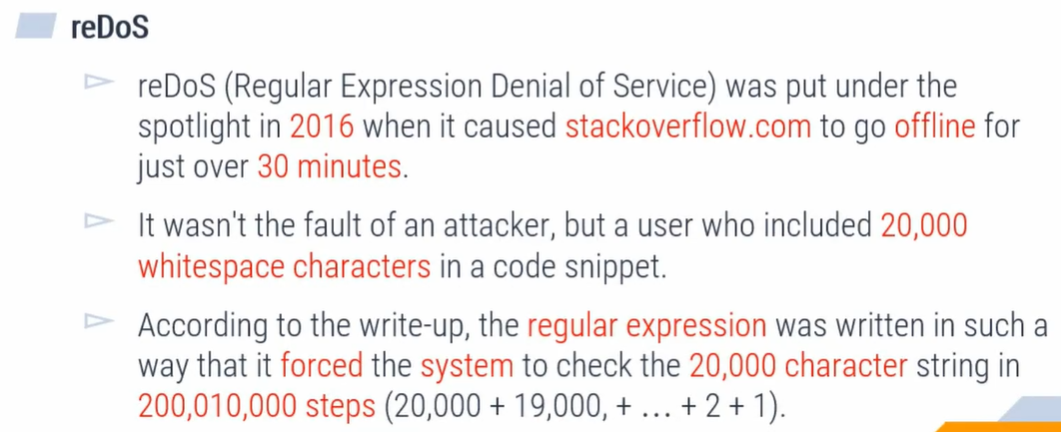 reDoS
reDoS (Regular Expression Denial of Service) was put under the
spotlight in 2016 when it caused stackoverflow.com to go offline for
just over 30 minutes.
It wasn't the fault of an attacker, but a user who included 20,000
whitespace characters in a code snippet.
According to the write-up, the regular expression was written in such a
way that it forced the system to check the 20,000 character string in
200,010,000 steps (20,000 + 19,000, + ... + 2 + 1).